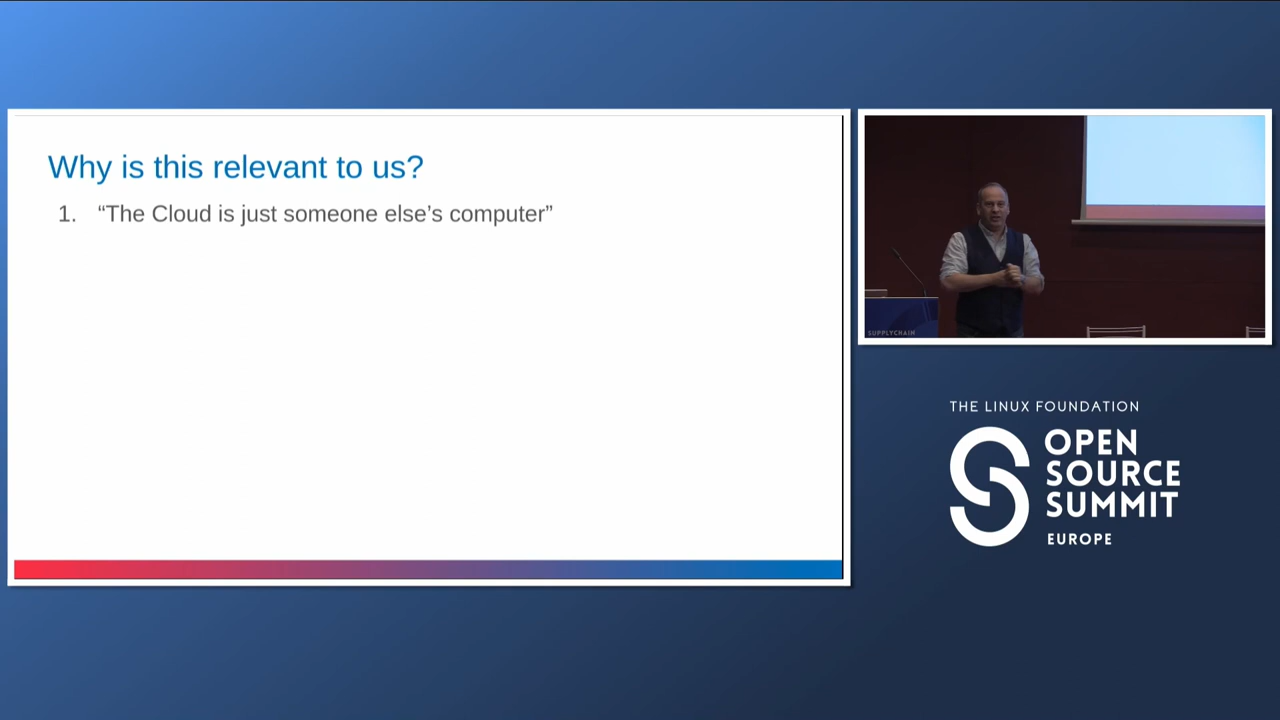 Why is this relevant to us?
1. “The Cloud is just someone else’s computer”
SUPPLYCHAIN
THE LINUX FOUNDATION
OPEN
SOURCE
SUMMIT
EUROPE